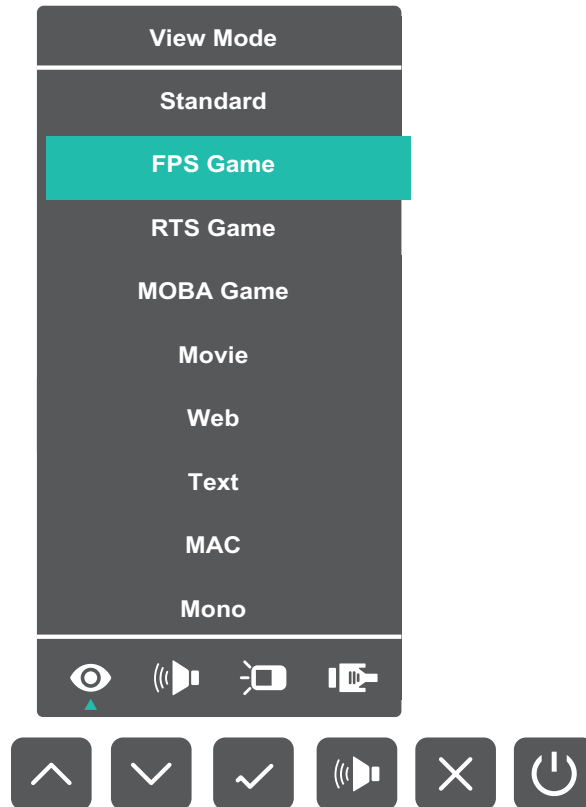 View Mode
Standard
FPS Game
RTS Game
MOBA Game
Movie
Web
Text
MAC
Mono